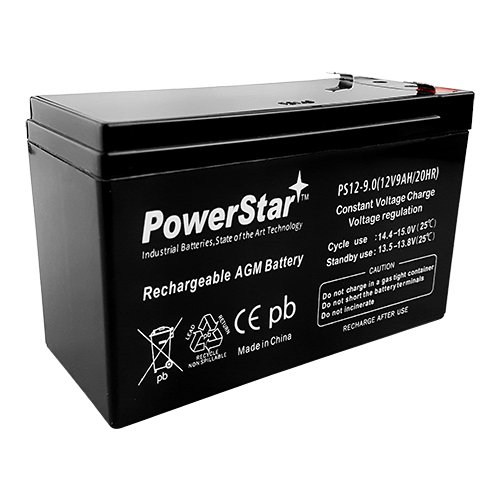 PowerStar™
Industrial Batteries,State of the Art Technology
Rechargeable AGM Battery
Pb
LEAD
RETURN
pb
RECYCLE
NON SPILLABLE
CE pb
Made in China
PS12-9.0(12V9AH/20HR)
Constant Voltage Charge
Voltage regulation
Cycle use : 14.4-15.0V(25℃)
Standby use : 13.5-13.8V(25℃)
CAUTION
Do not charge in a gas tight container
Do not short the battery terminals
Do not incinerate
RECHARGE AFTER USE